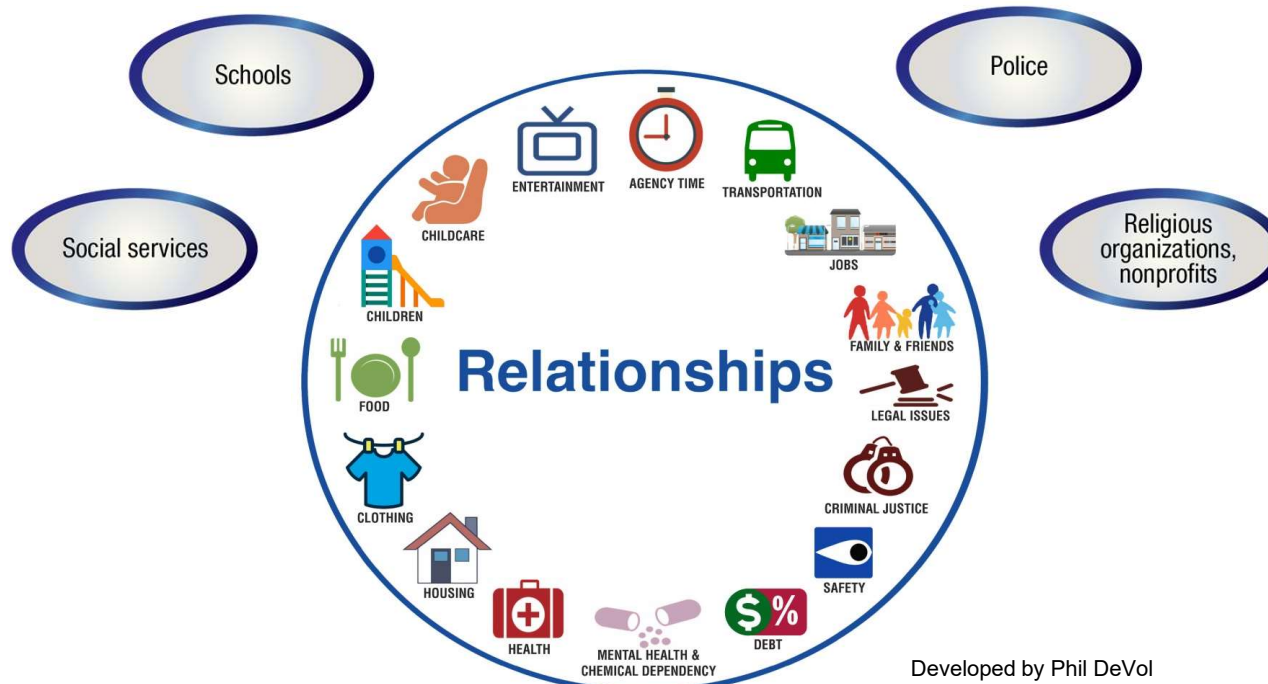 Schools
Police
Social services
Religious
organizations,
nonprofits
ENTERTAINMENT
AGENCY TIME
TRANSPORTATION
CHILDCARE
JOBS
CHILDREN
FAMILY & FRIENDS
Relationships
FOOD
LEGAL ISSUES
CLOTHING
CRIMINAL JUSTICE
HOUSING
SAFETY
$ %
HEALTH
MENTAL HEALTH &
CHEMICAL DEPENDENCY
DEBT
Developed by Phil DeVol